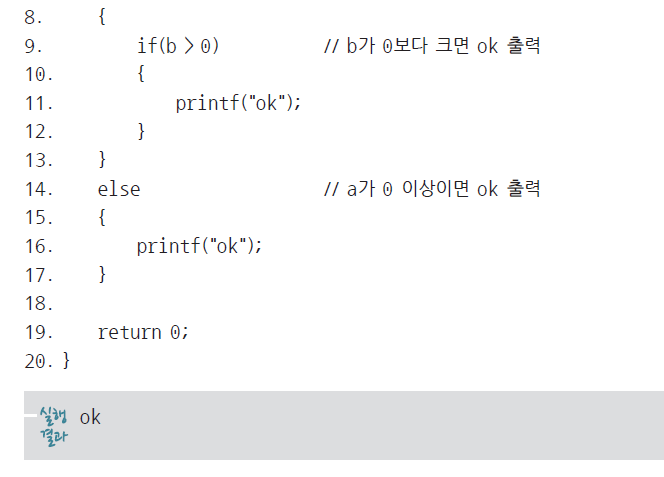 8.    {
9.        if(b > 0)          // b가 0보다 크면 ok 출력
10.       {
11.           printf("ok");
12.       }
13.   }
14.   else                   // a가 0 이상이면 ok 출력
15.   {
16.       printf("ok");
17.   }
18.
19.   return 0;
20. }
실행 ok
결과